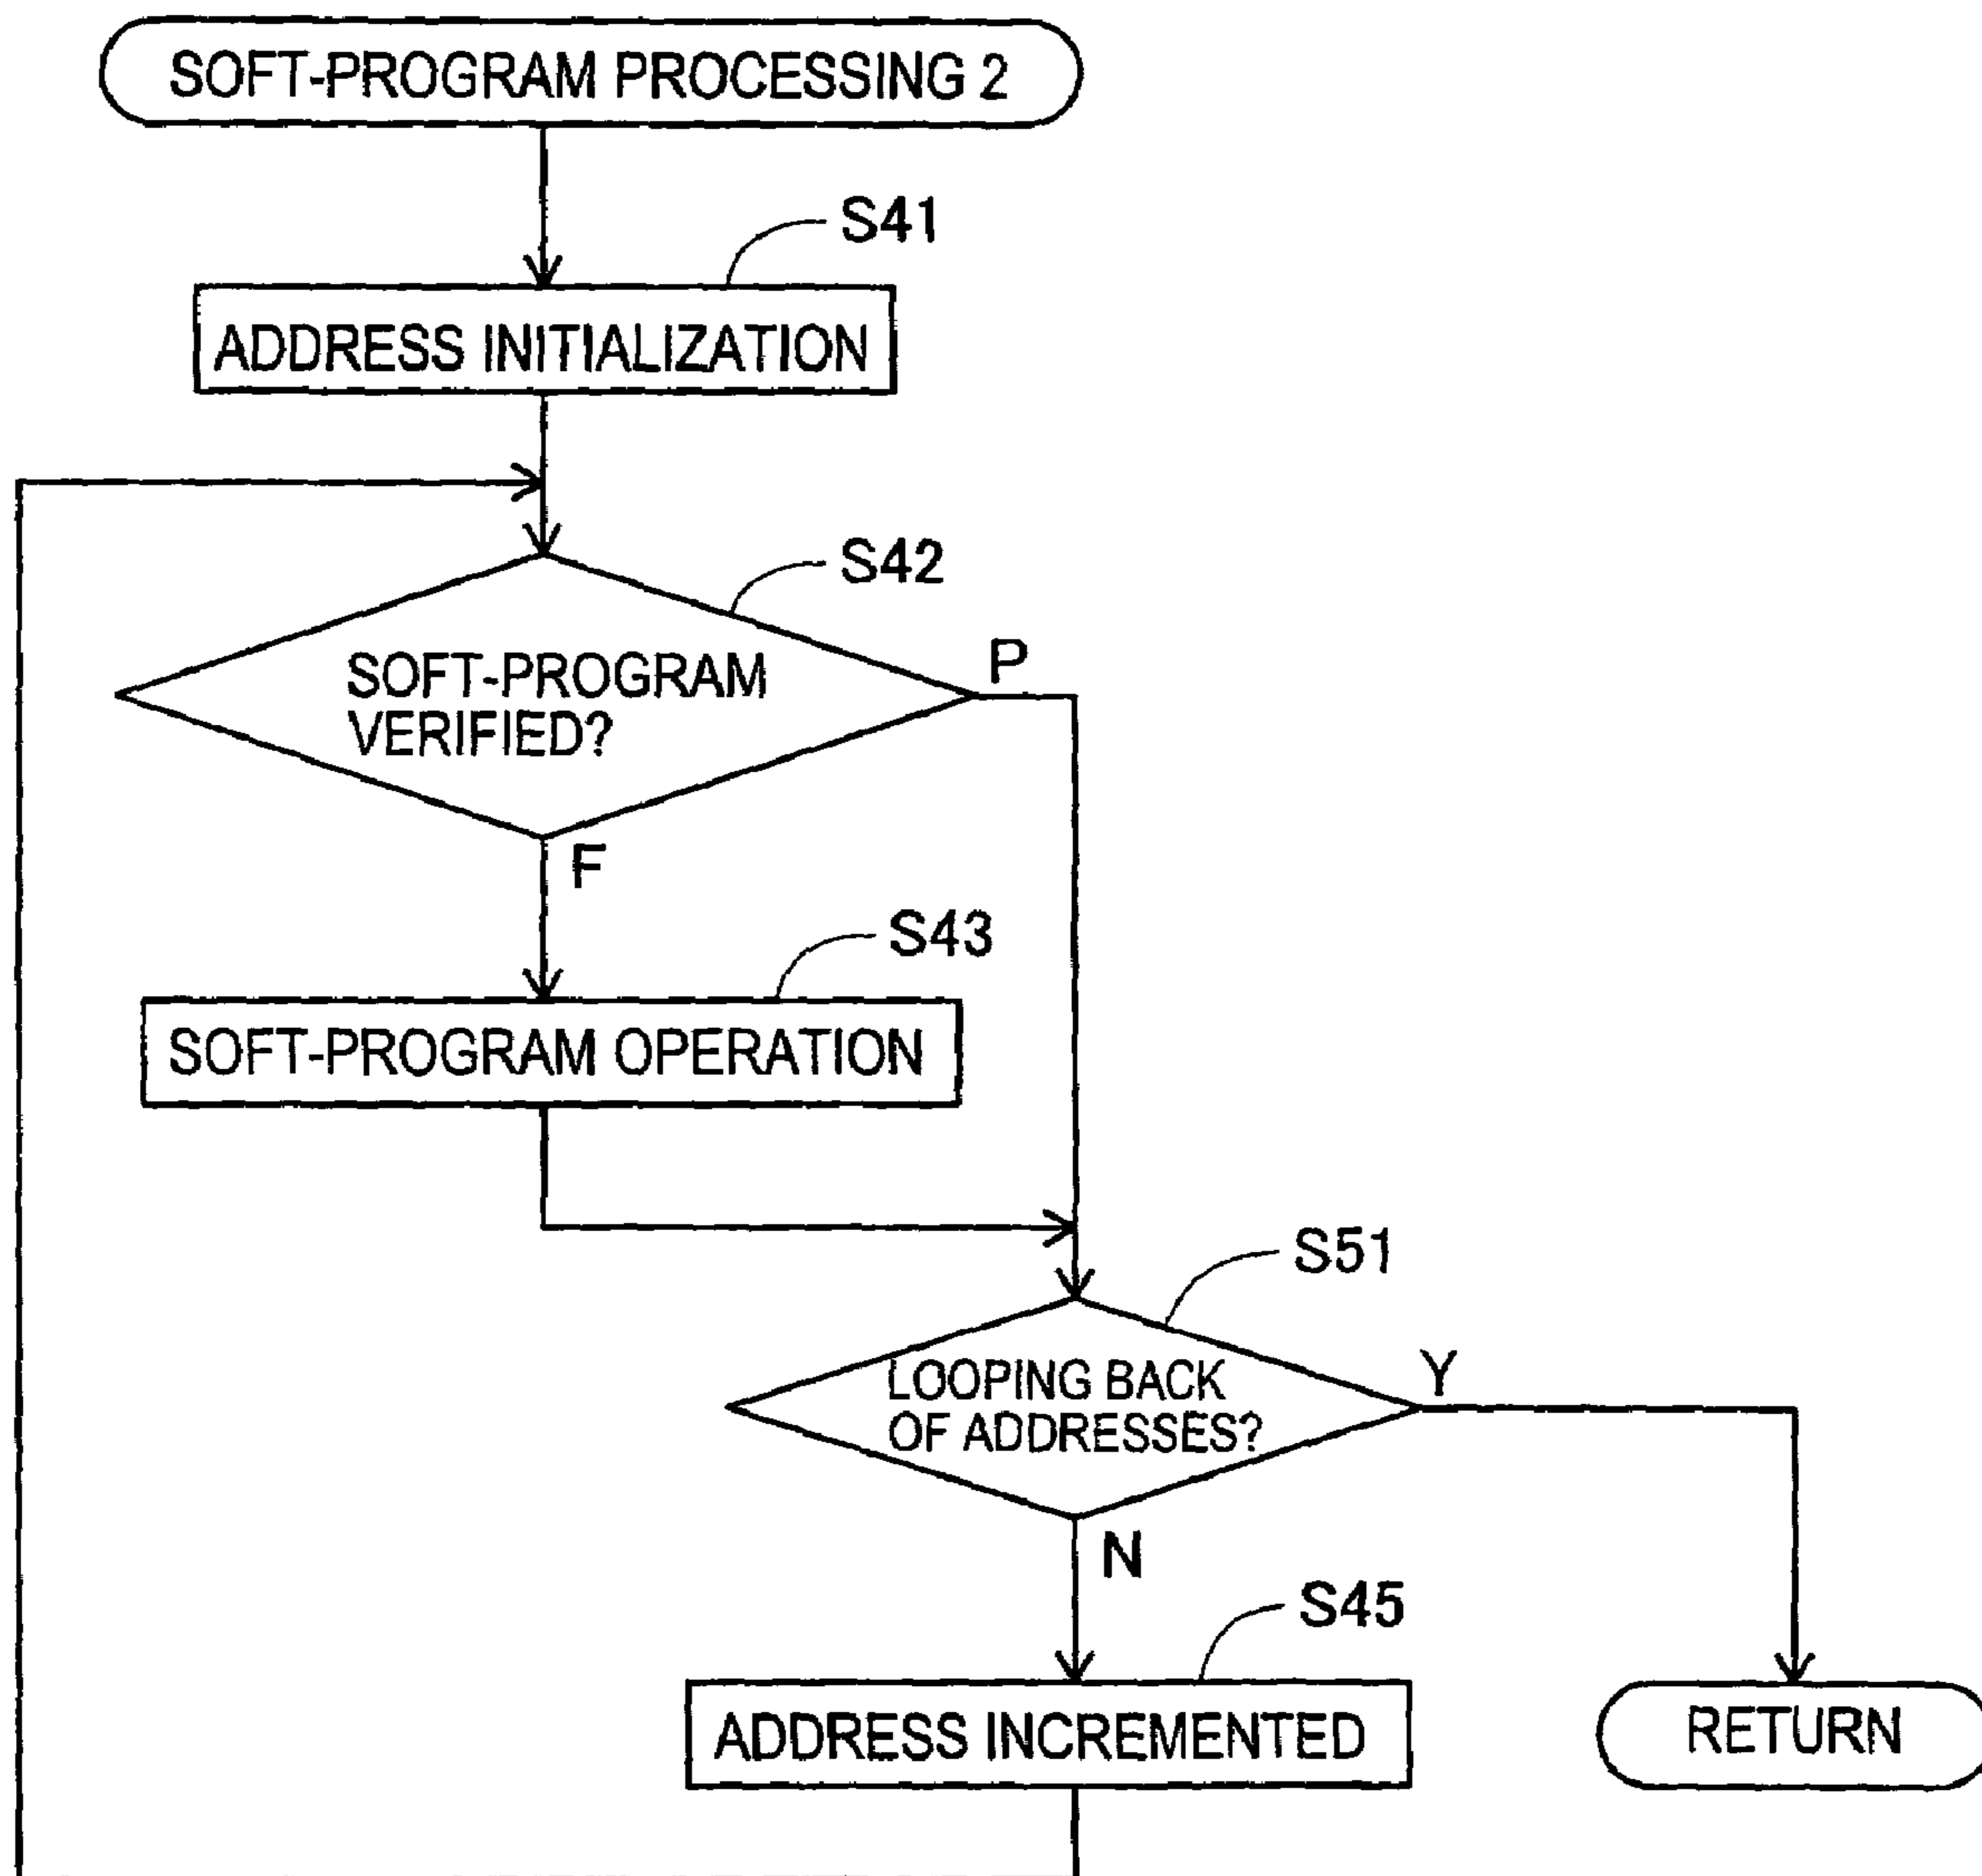 SOFT-PROGRAM PROCESSING 2
S41
ADDRESS INITIALIZATION
S42
SOFT-PROGRAM
VERIFIED?
P
F
S43
SOFT-PROGRAM OPERATION
S51
LOOPING BACK
OF ADDRESSES?
Y
N
S45
ADDRESS INCREMENTED
RETURN